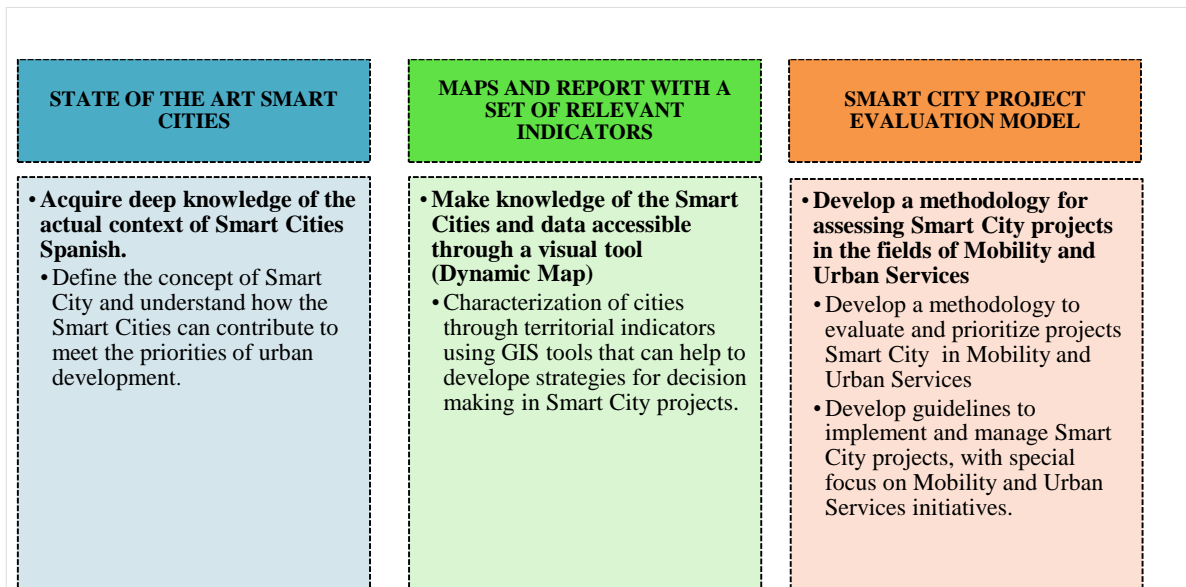 STATE OF THE ART SMART
CITIES
• Acquire deep knowledge of the
actual context of Smart Cities
Spanish.
• Define the concept of Smart
City and understand how the
Smart Cities can contribute to
meet the priorities of urban
development.
MAPS AND REPORT WITH A
SET OF RELEVANT
INDICATORS
• Make knowledge of the Smart
Cities and data accessible
through a visual tool
(Dynamic Map)
• Characterization of cities
through territorial indicators
using GIS tools that can help to
develope strategies for decision
making in Smart City projects.
SMART CITY PROJECT
EVALUATION MODEL
• Develop a methodology for
assessing Smart City projects
in the fields of Mobility and
Urban Services
• Develop a methodology to
evaluate and prioritize projects
Smart City in Mobility and
Urban Services
• Develop guidelines to
implement and manage Smart
City projects, with special
focus on Mobility and Urban
Services initiatives.